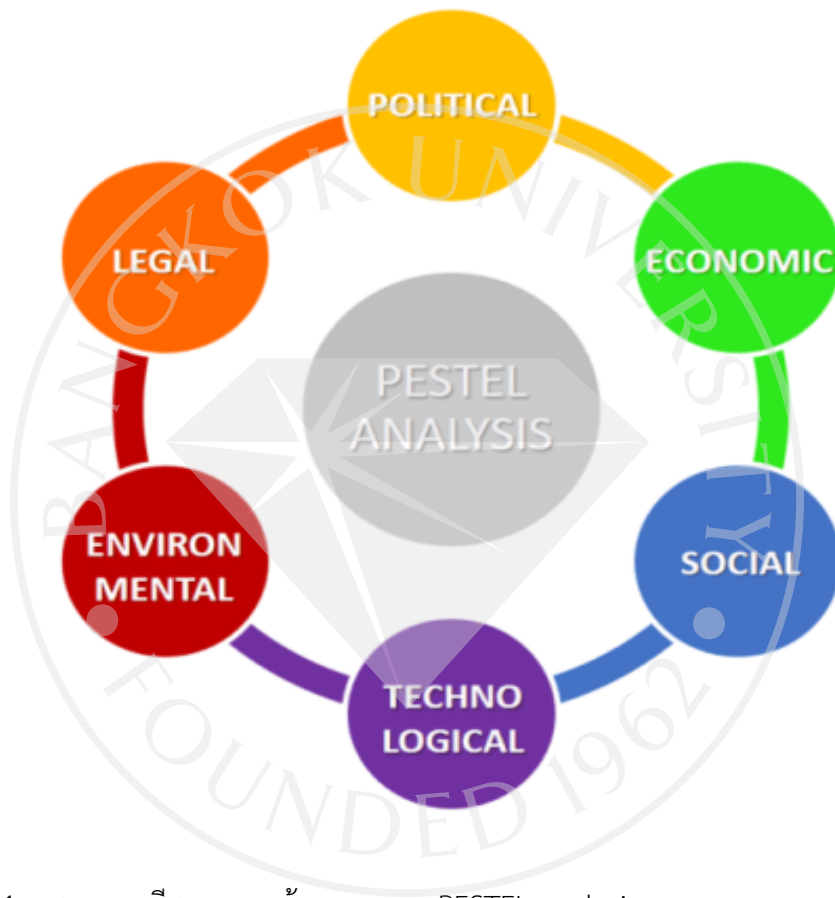 POLITICAL
ECONOMIC
SOCIAL
TECHNO
LOGICAL
ENVIRON
MENTAL
LEGAL
PESTEL
ANALYSIS
BANGKOK UNIVERSITY
FOUNDED 1962